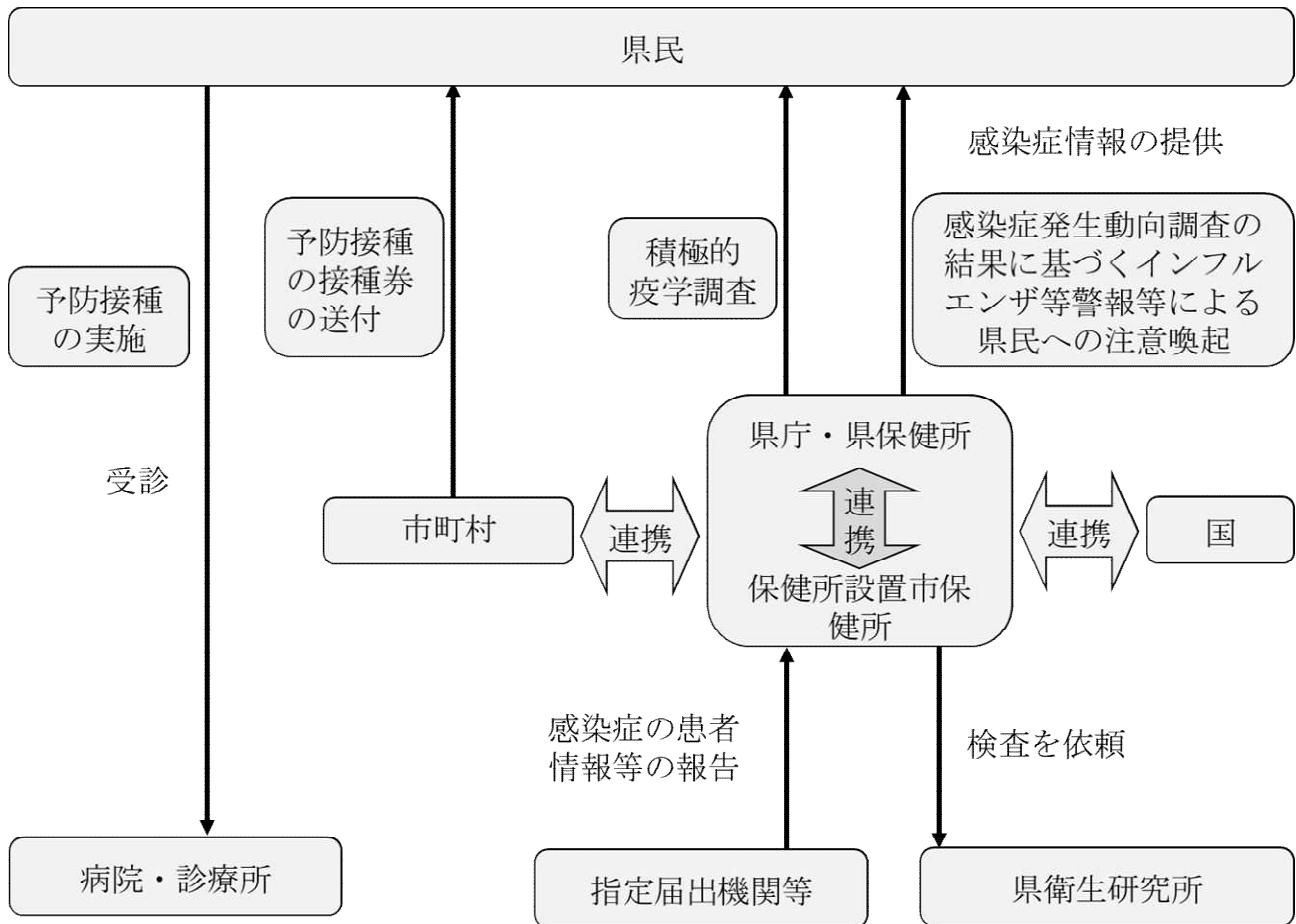 県民
感染症情報の提供
予防接種
の接種券
の送付
積極的
疫学調査
感染症発生動向調査の
結果に基づくインフル
エンザ等警報等による
県民への注意喚起
予防接種
の実施
受診
市町村
連携
県庁・県保健所
連
携
保健所設置市保
健所
連携
国
感染症の患者
情報等の報告
検査を依頼
病院・診療所
指定届出機関等
県衛生研究所